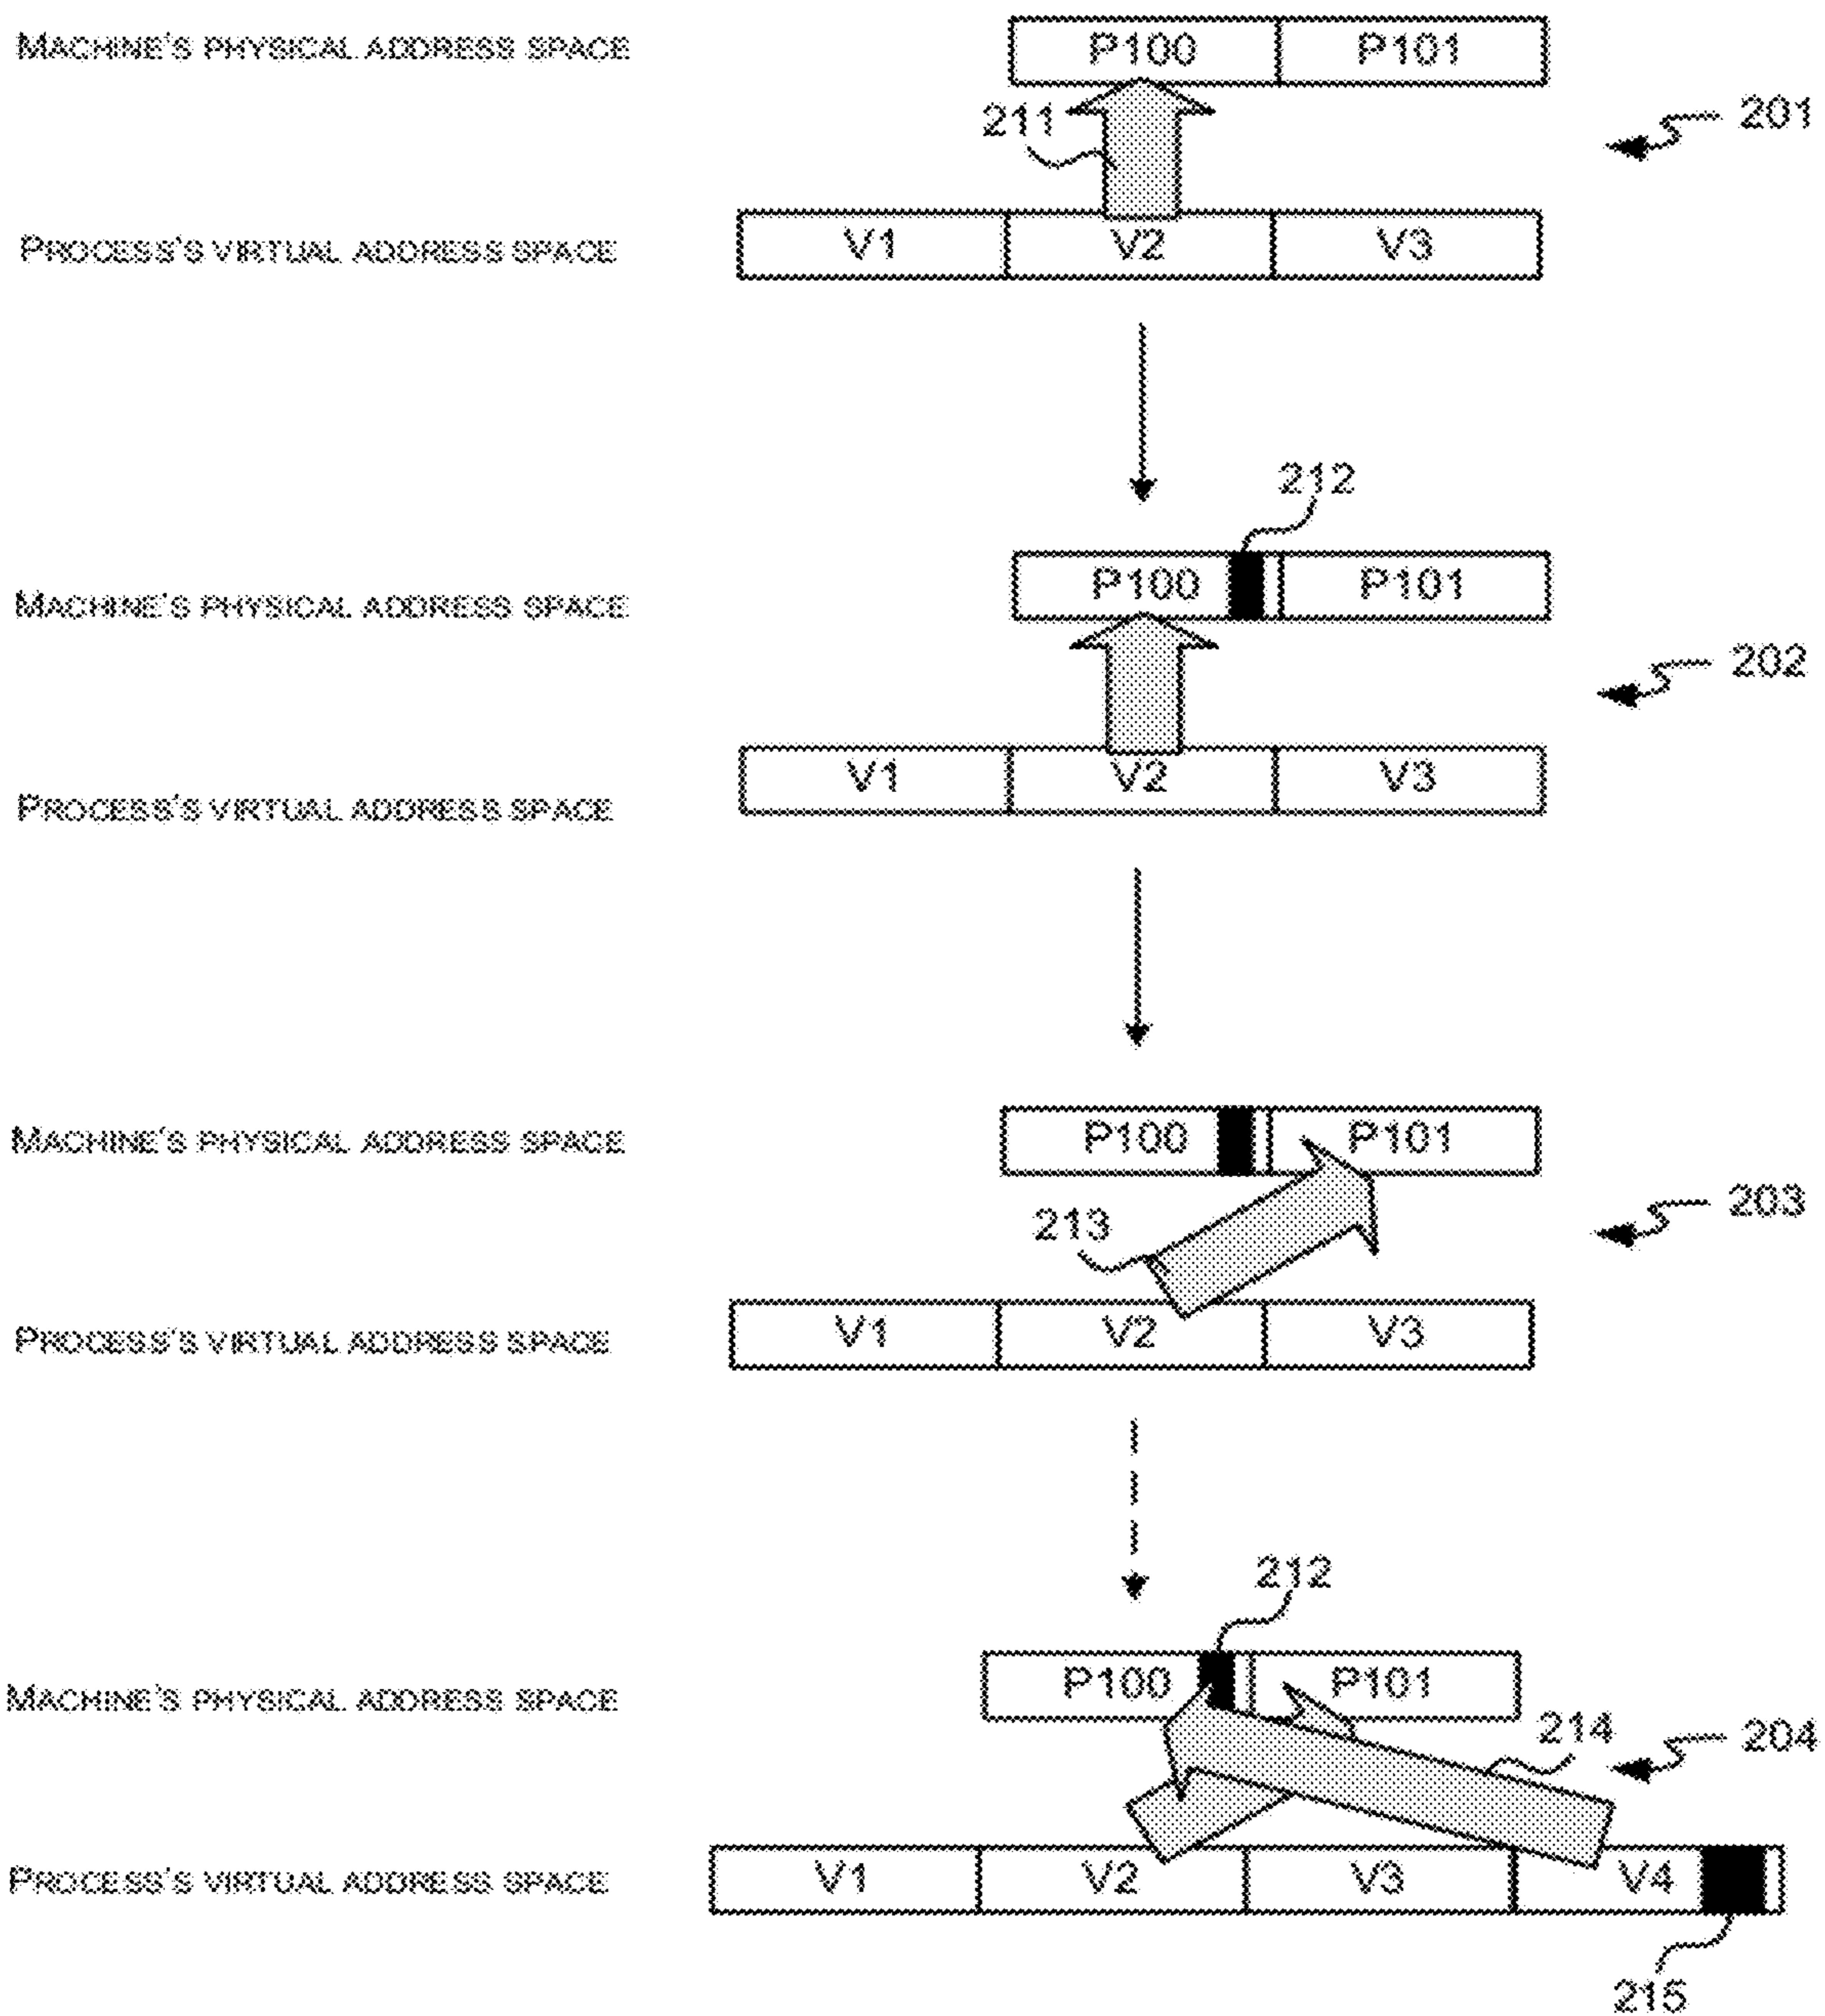 MACHINE'S PHYSICAL ADDRESS SPACE
P100 P101
211
201
PROCESS'S VIRTUAL ADDRESS SPACE
V1 V2 V3
212
MACHINE'S PHYSICAL ADDRESS SPACE
P100 P101
202
PROCESS'S VIRTUAL ADDRESS SPACE
V1 V2 V3
MACHINE'S PHYSICAL ADDRESS SPACE
P100 P101
213
203
PROCESS'S VIRTUAL ADDRESS SPACE
V1 V2 V3
212
MACHINE'S PHYSICAL ADDRESS SPACE
P100 P101
214
204
PROCESS'S VIRTUAL ADDRESS SPACE
V1 V2 V3 V4
215